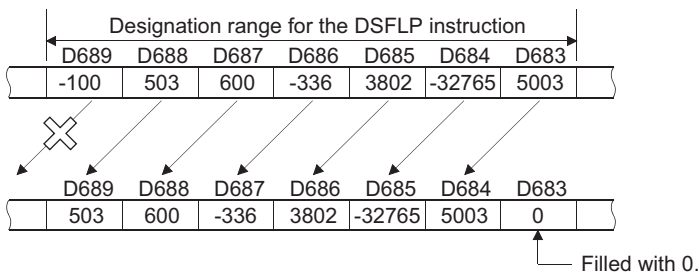 Designation range for the DSFLP instruction
D689 D688 D687 D686 D685 D684 D683
-100 503 600 -336 3802 -32765 5003
D689 D688 D687 D686 D685 D684 D683
503 600 -336 3802 -32765 5003 0
Filled with 0.